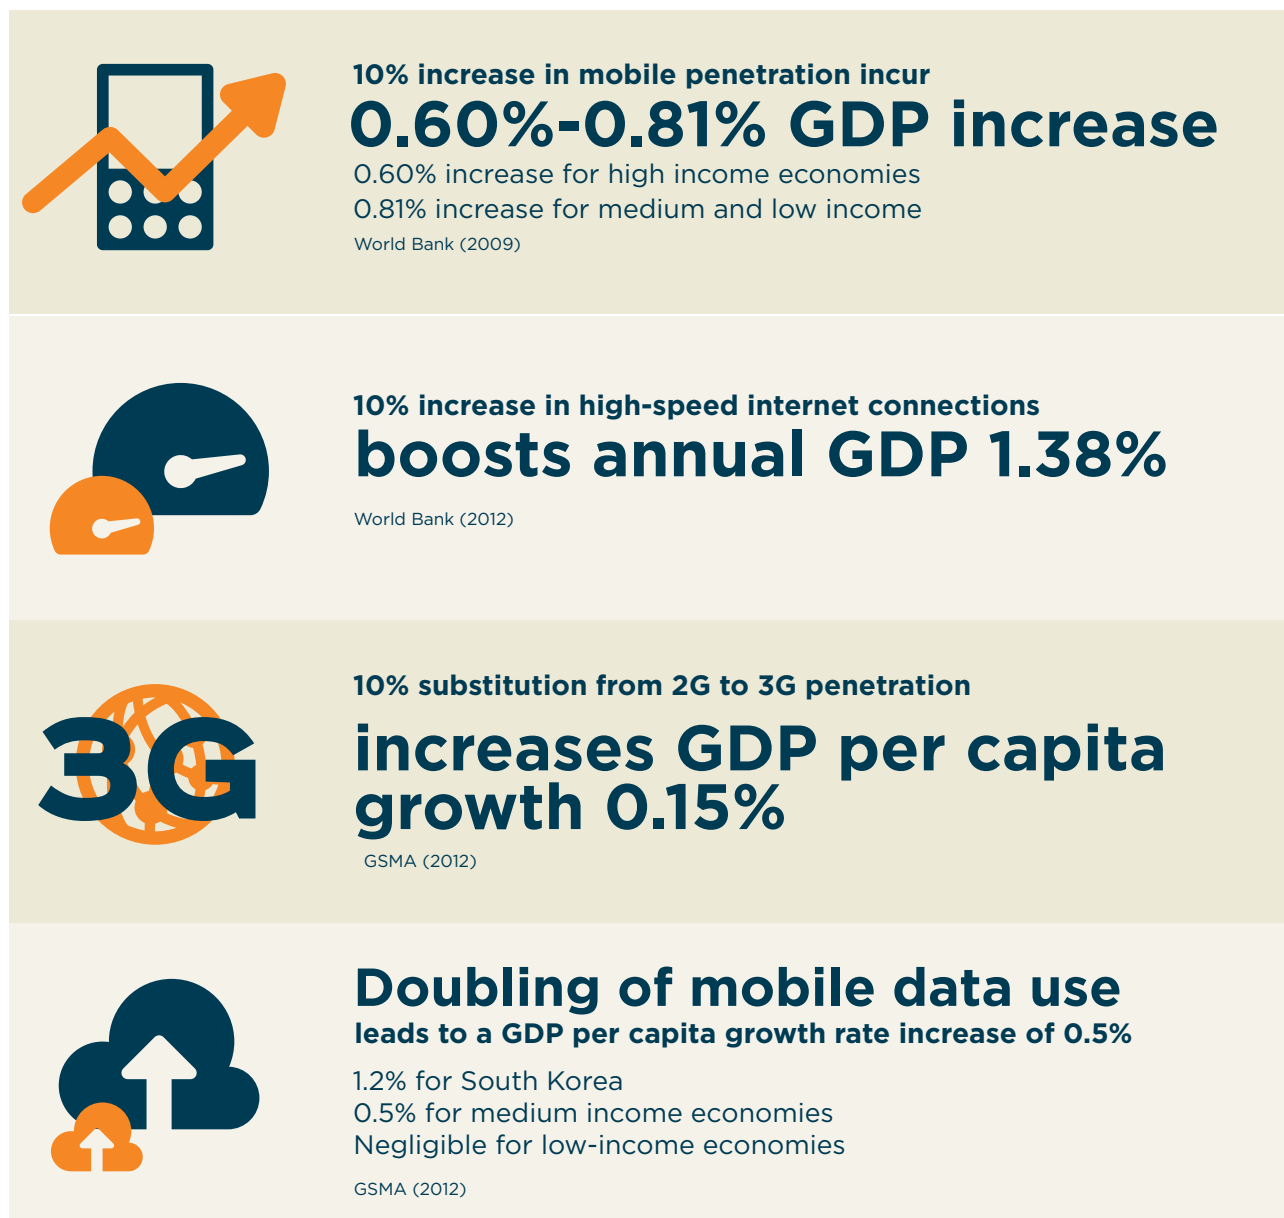 10% increase in mobile penetration incur
0.60%-0.81% GDP increase
0.60% increase for high income economies
0.81% increase for medium and low income
World Bank (2009)
10% increase in high-speed internet connections
boosts annual GDP 1.38%
World Bank (2012)
3G
10% substitution from 2G to 3G penetration
increases GDP per capita
growth 0.15%
GSMA (2012)
Doubling of mobile data use
leads to a GDP per capita growth rate increase of 0.5%
1.2% for South Korea
0.5% for medium income economies
Negligible for low-income economies
GSMA (2012)